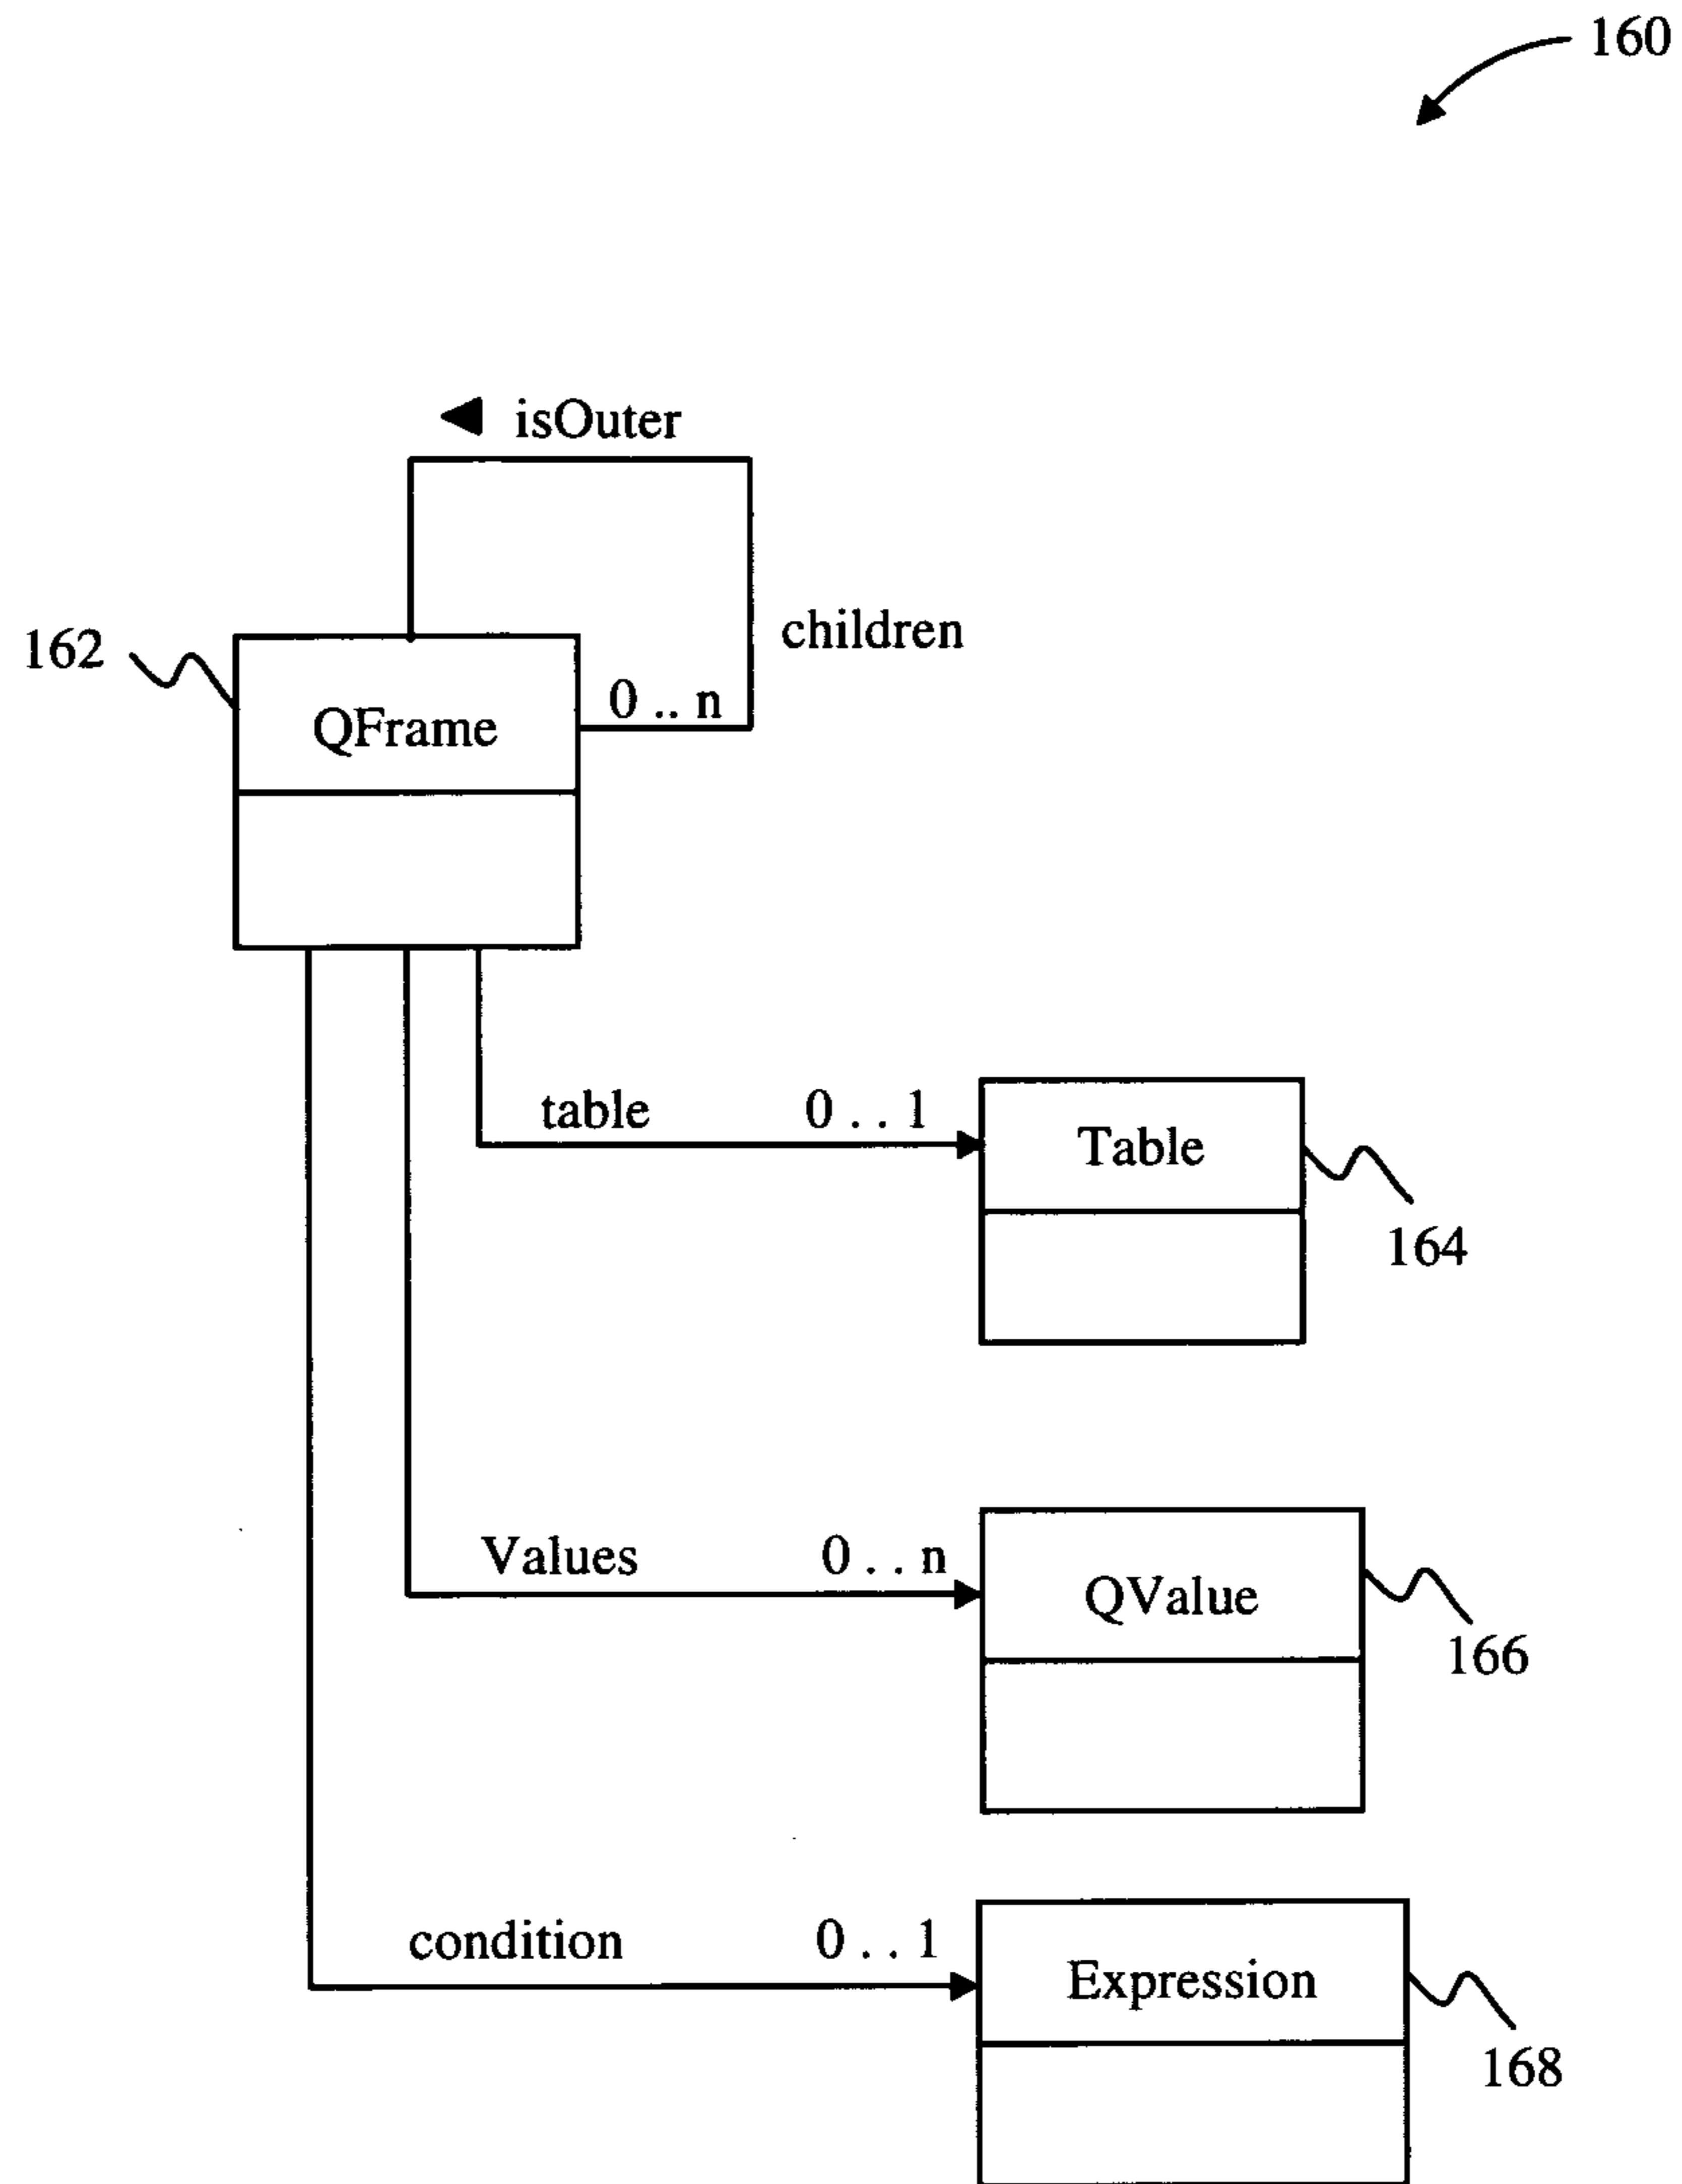 160
isOuter
children
162
0 .. n
QFrame
table 0 . . 1
Table
164
Values 0 . . n
QValue
166
condition 0 . . 1
Expression
168